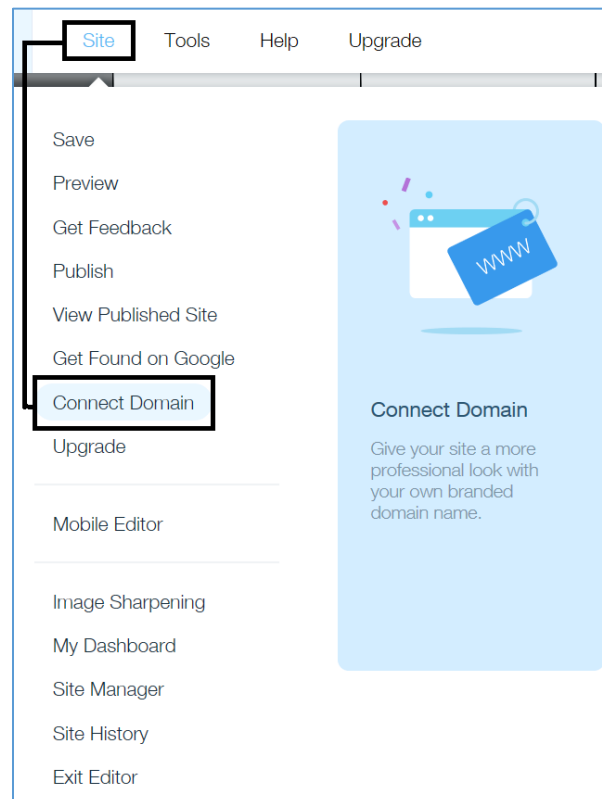 Site Tools Help Upgrade
Save
Preview
Get Feedback
Publish
View Published Site
Get Found on Google
Connect Domain
Upgrade
Mobile Editor
Image Sharpening
My Dashboard
Site Manager
Site History
Exit Editor
WWW
Connect Domain
Give your site a more
professional look with
your own branded
domain name.